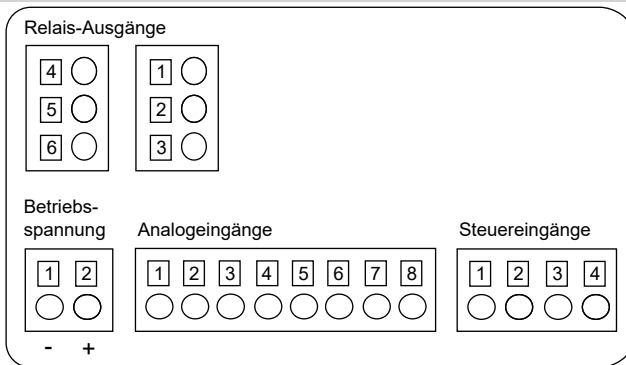 Relais-Ausgänge
4 1
5 2
6 3
Betriebs-
spannung Analogeingänge Steuereingänge
1 2 1 2 3 4 5 6 7 8 1 2 3 4
- +